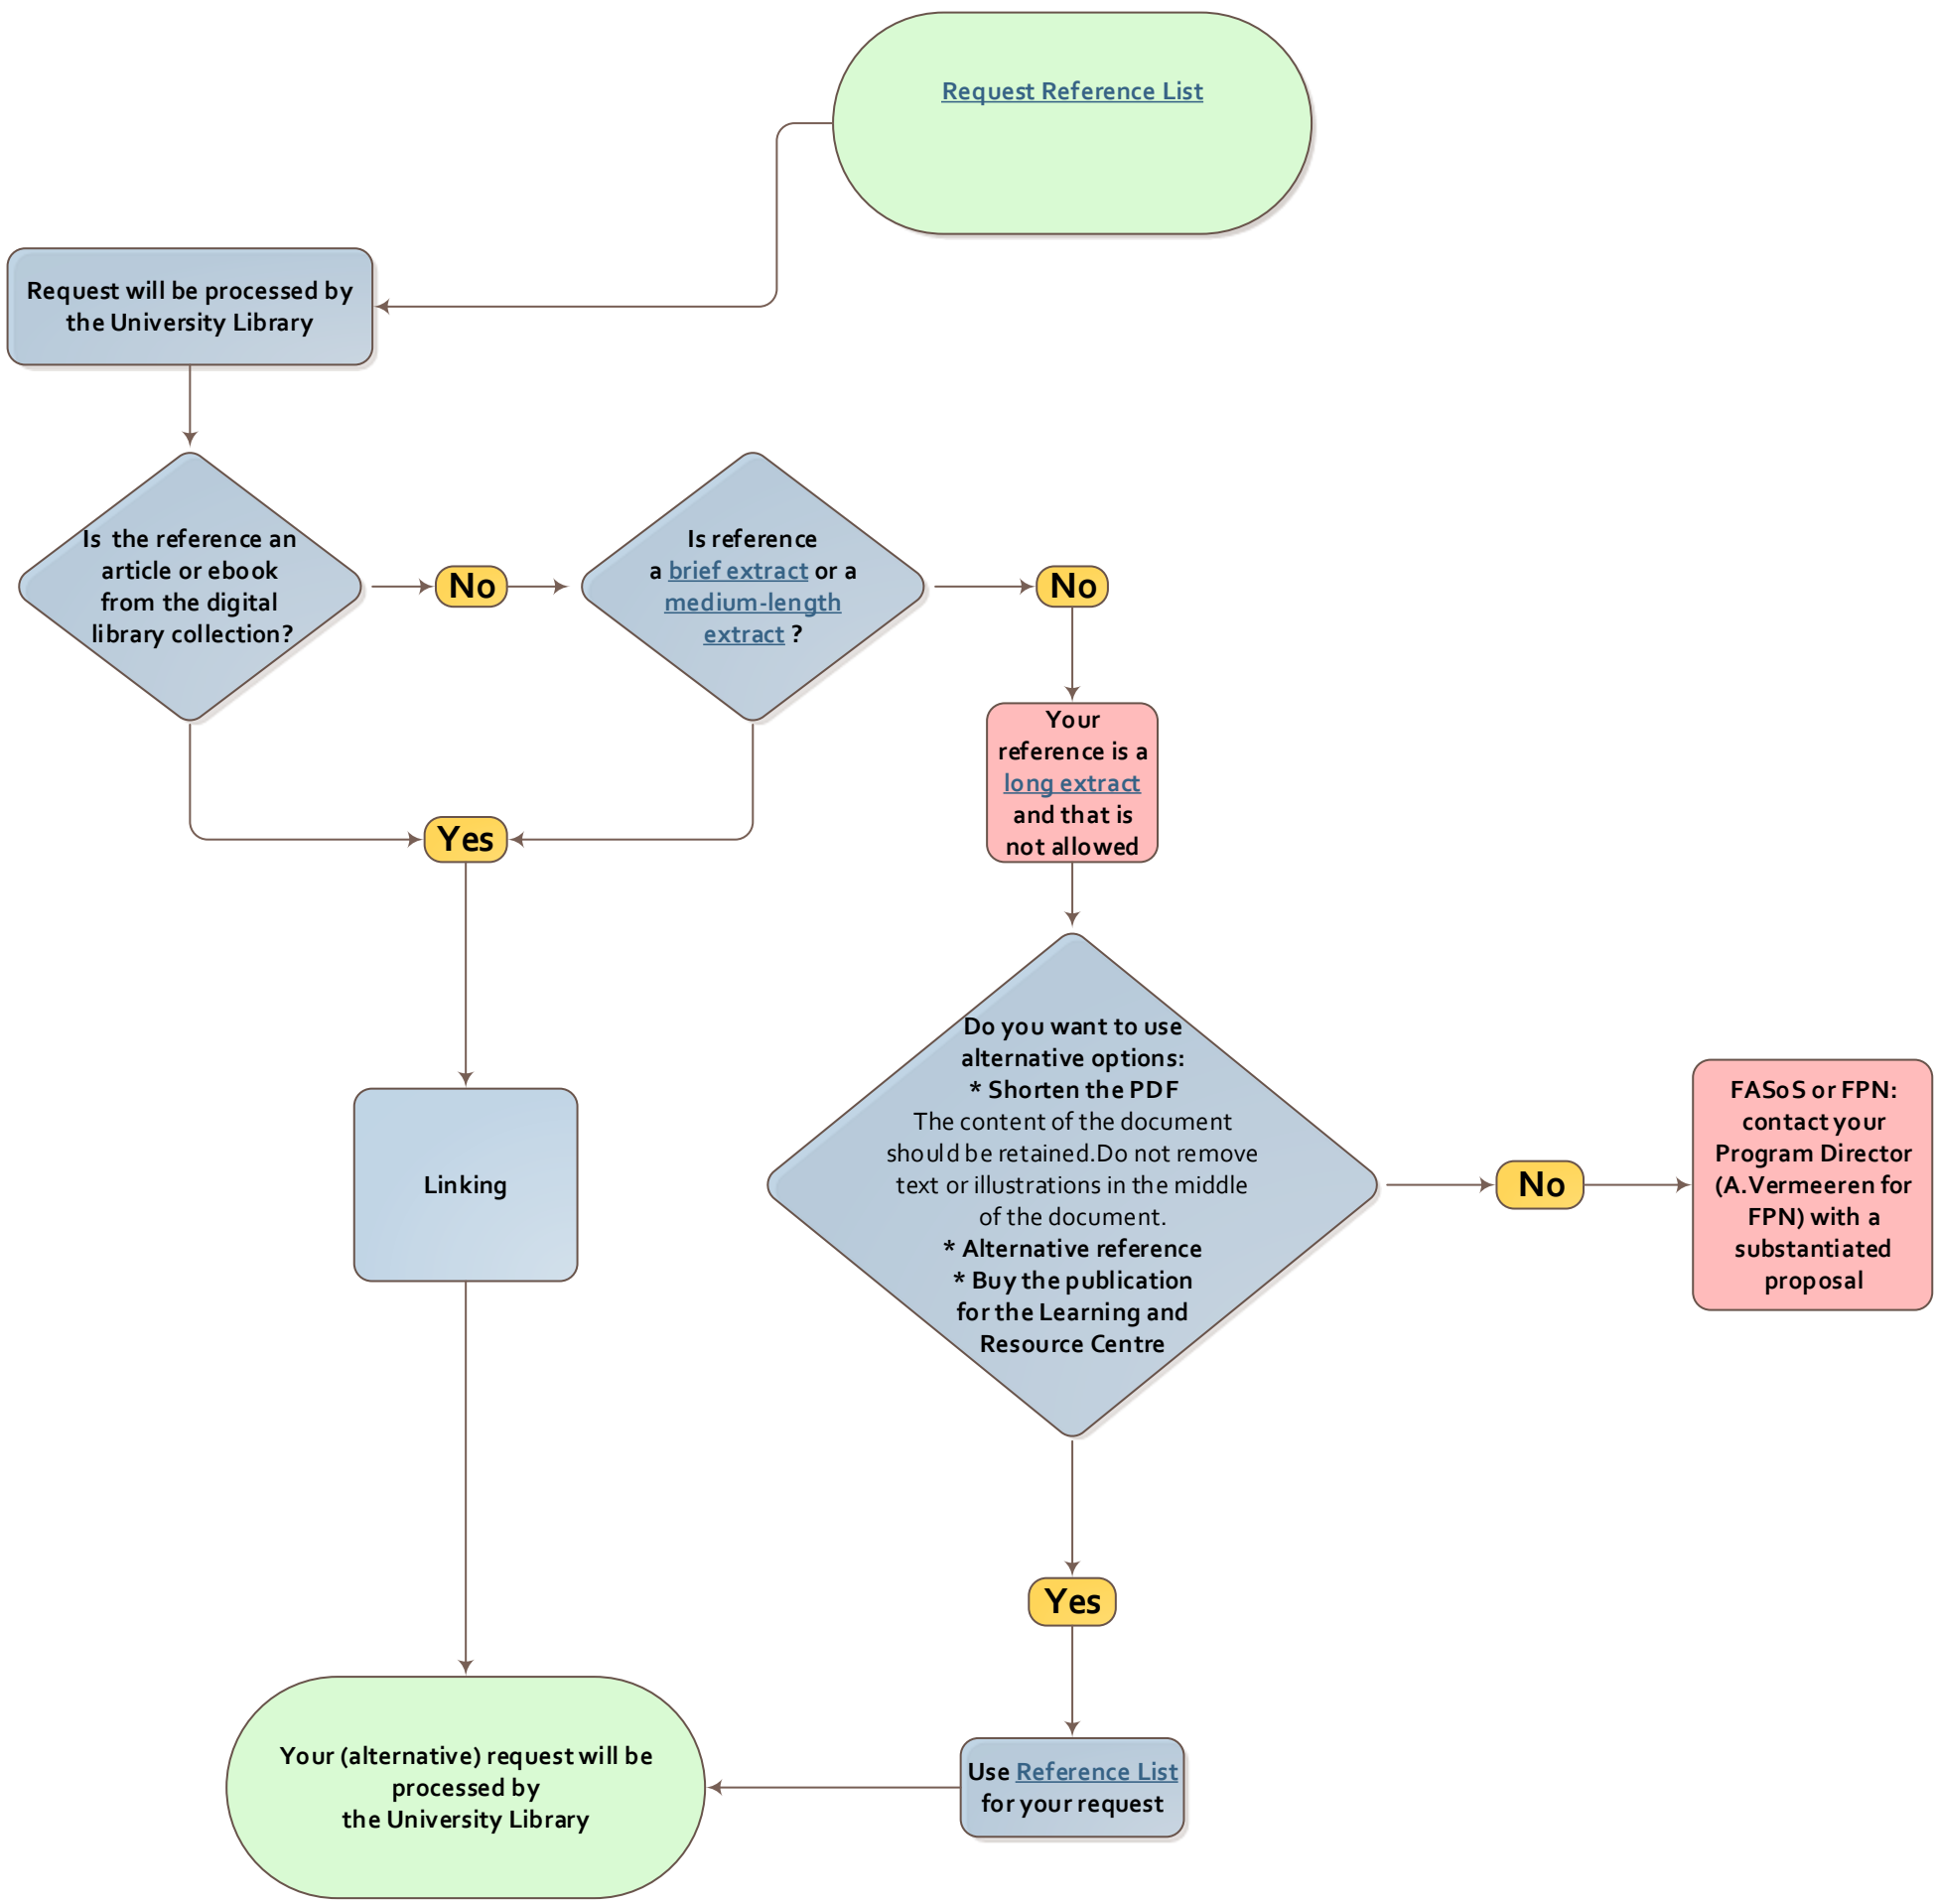 Request Reference List
Request will be processed by
the University Library
Is the reference an
article or ebook
from the digital
library collection?
No
Is reference
a brief extract or a
medium-length
extract ?
No
Your
reference is a
long extract
and that is
not allowed
Yes
Linking
Do you want to use
alternative options:
* Shorten the PDF
The content of the document
should be retained.Do not remove
text or illustrations in the middle
of the document.
* Alternative reference
* Buy the publication
for the Learning and
Resource Centre
No
FASoS or FPN:
contact your
Program Director
(A.Vermeeren for
FPN) with a
substantiated
proposal
Yes
Use Reference List
for your request
Your (alternative) request will be
processed by
the University Library